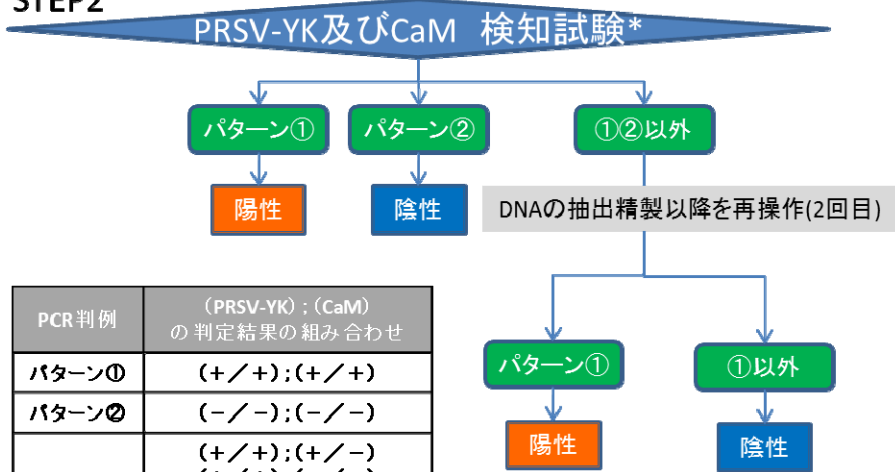 STEP2
PRSV-YK及びCaM 検知試験*
パターン① パターン② ①②以外
陽性 陰性 DNAの抽出精製以降を再操作(2回目)
PCR判例 (PRSV-YK);(CaM)
の判定結果の組み合わせ
パターン① (+/+);(+/+)
パターン② (-/-);(-/-)
(+/+);(+/-)
パターン① ①以外
陽性 陰性